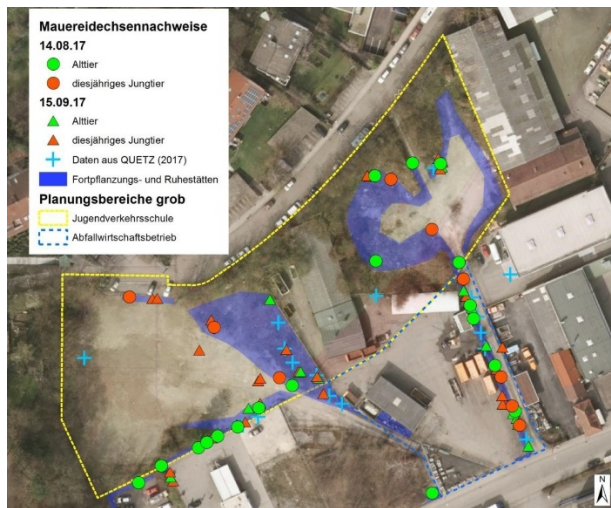 Mauereidechsennachweise
14.08.17
Alttier
diesjähriges Jungtier
15.09.17
Alttier
diesjähriges Jungtier
Daten aus QUETZ (2017)
Fortpflanzungs- und Ruhestätten
Planungsbereiche grob
Jugendverkehrsschule
Abfallwirtschaftsbetrieb
N